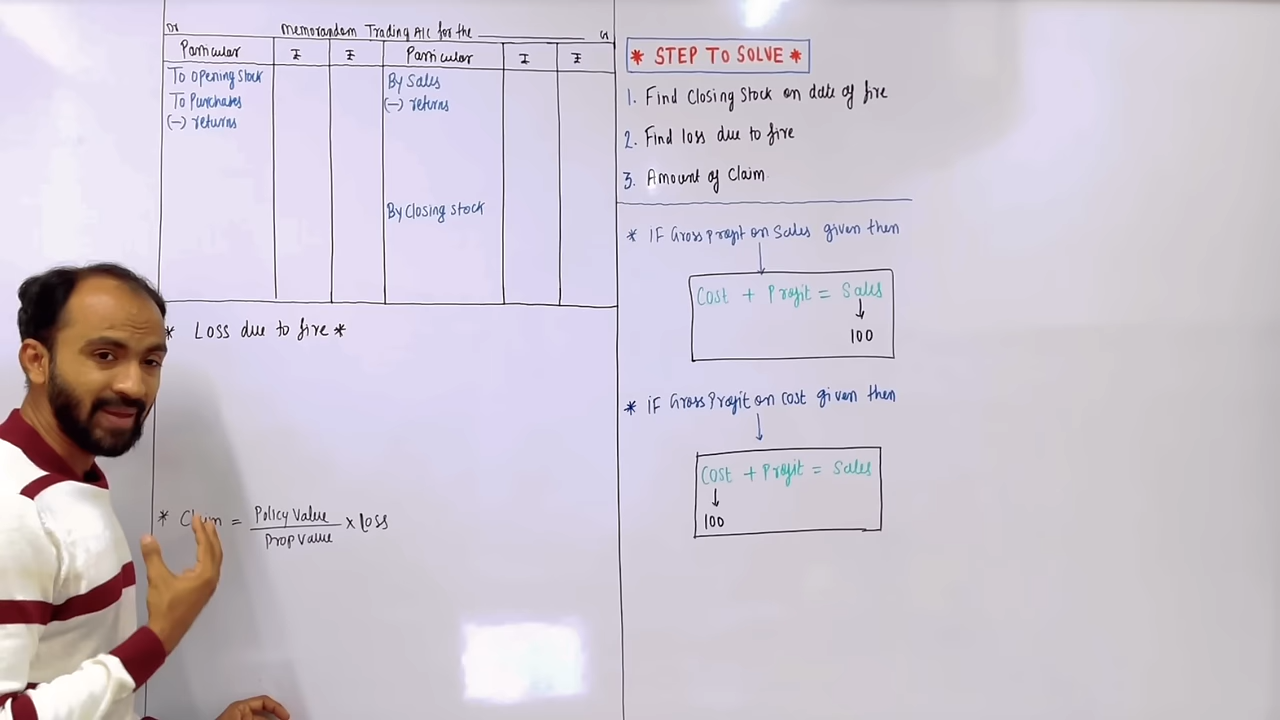 Dr Memorandum Trading A/c for the ____________ Cr
Particular ₹ ₹ Particular ₹ ₹
To Opening Stock By Sales
To Purchases (-) returns
(-) returns
By Closing Stock
* Loss due to fire *
* Claim = Policy Value / Prop Value x Loss
* STEP TO SOLVE *
1. Find Closing Stock on date of fire
2. Find loss due to fire
3. Amount of Claim
* IF Gross profit on Sales given then
Cost + Profit = Sales
100
* IF Gross Profit on cost given then
Cost + Profit = Sales
100